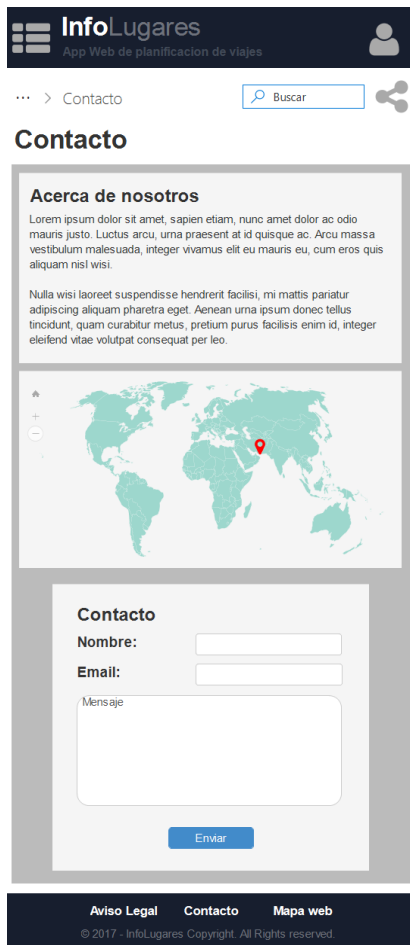 InfoLugares
App Web de planificacion de viajes
··· > Contacto
Buscar
Contacto
Acerca de nosotros
Lorem ipsum dolor sit amet, sapien etiam, nunc amet dolor ac odio
mauris justo. Luctus arcu, urna praesent at id quisque ac. Arcu massa
vestibulum malesuada, integer vivamus elit eu mauris eu, cum eros quis
aliquam nisl wisi.
Nulla wisi laoreet suspendisse hendrerit facilisi, mi mattis pariatur
adipiscing aliquam pharetra eget. Aenean urna ipsum donec tellus
tincidunt, quam curabitur metus, pretium purus facilisis enim id, integer
eleifend vitae volutpat consequat per leo.
Contacto
Nombre:
Email:
Mensaje
Enviar
Aviso Legal Contacto Mapa web
© 2017 - InfoLugares Copyright. All Rights reserved.